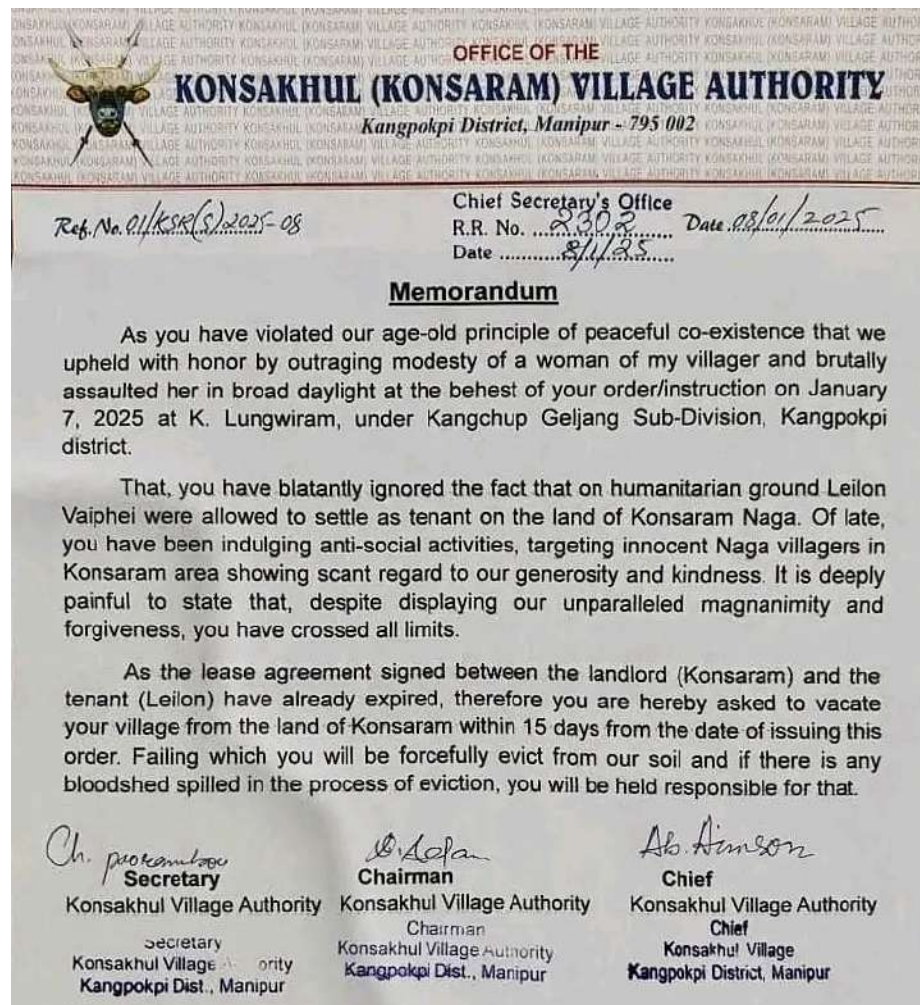 OFFICE OF THE
KONSAKHUL (KONSARAM) VILLAGE AUTHORITY
Kangpokpi District, Manipur - 795 002
Ref. No. 01/KSR(S)2025-08
Chief Secretary's Office
R.R. No. 2302
Date 8/1/25
Date 08/01/2025
Memorandum
As you have violated our age-old principle of peaceful co-existence that we
upheld with honor by outraging modesty of a woman of my villager and brutally
assaulted her in broad daylight at the behest of your order/instruction on January
7, 2025 at K. Lungwiram, under Kangchup Geljang Sub-Division, Kangpokpi
district.
That, you have blatantly ignored the fact that on humanitarian ground Leilon
Vaiphei were allowed to settle as tenant on the land of Konsaram Naga. Of late,
you have been indulging anti-social activities, targeting innocent Naga villagers in
Konsaram area showing scant regard to our generosity and kindness. It is deeply
painful to state that, despite displaying our unparalleled magnanimity and
forgiveness, you have crossed all limits.
As the lease agreement signed between the landlord (Konsaram) and the
tenant (Leilon) have already expired, therefore you are hereby asked to vacate
your village from the land of Konsaram within 15 days from the date of issuing this
order. Failing which you will be forcefully evict from our soil and if there is any
bloodshed spilled in the process of eviction, you will be held responsible for that.
Secretary
Konsakhul Village Authority
Secretary
Konsakhul Village
Kangpokpi Dist., Manipur
Chairman
Konsakhul Village Authority
Chairman
Konsakhul Village Authority
Kangpokpi Dist., Manipur
Ab. Aimson
Chief
Konsakhul Village Authority
Chief
Konsakhul Village
Kangpokpi District, Manipur